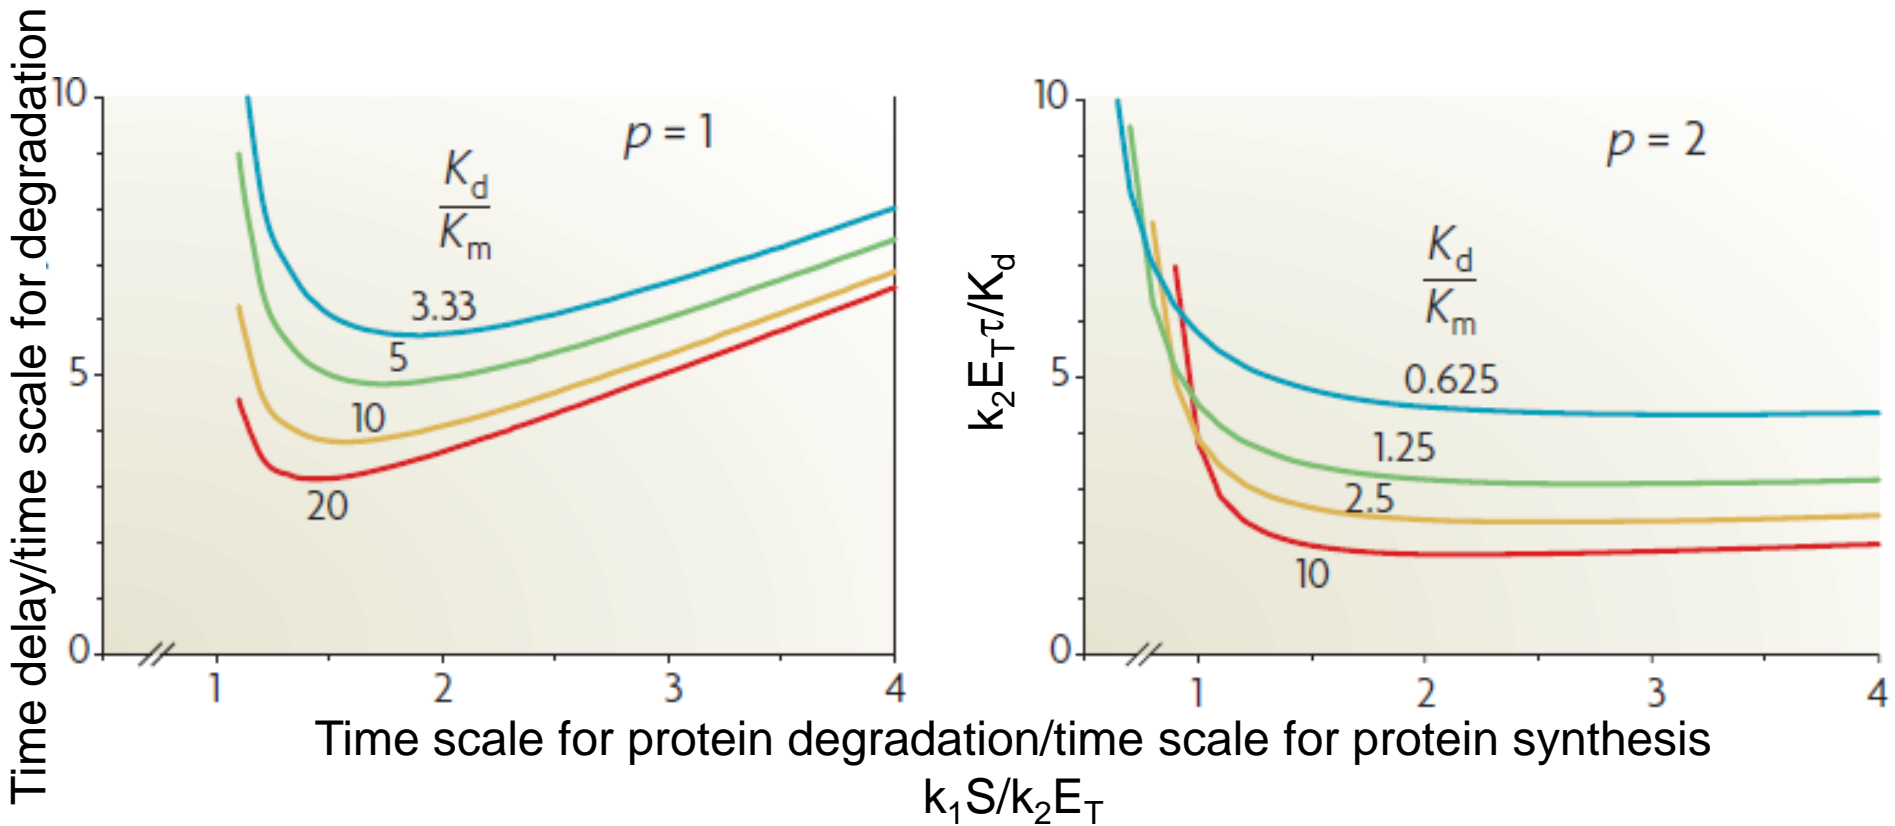 Time delay/time scale for degradation
10
5
0
p = 1
Kd
Km
3.33
5
10
20
1 2 3 4
k2ETτ/Kd
10
5
0
p = 2
Kd
Km
0.625
1.25
2.5
10
1 2 3 4
Time scale for protein degradation/time scale for protein synthesis
k1S/k2ET